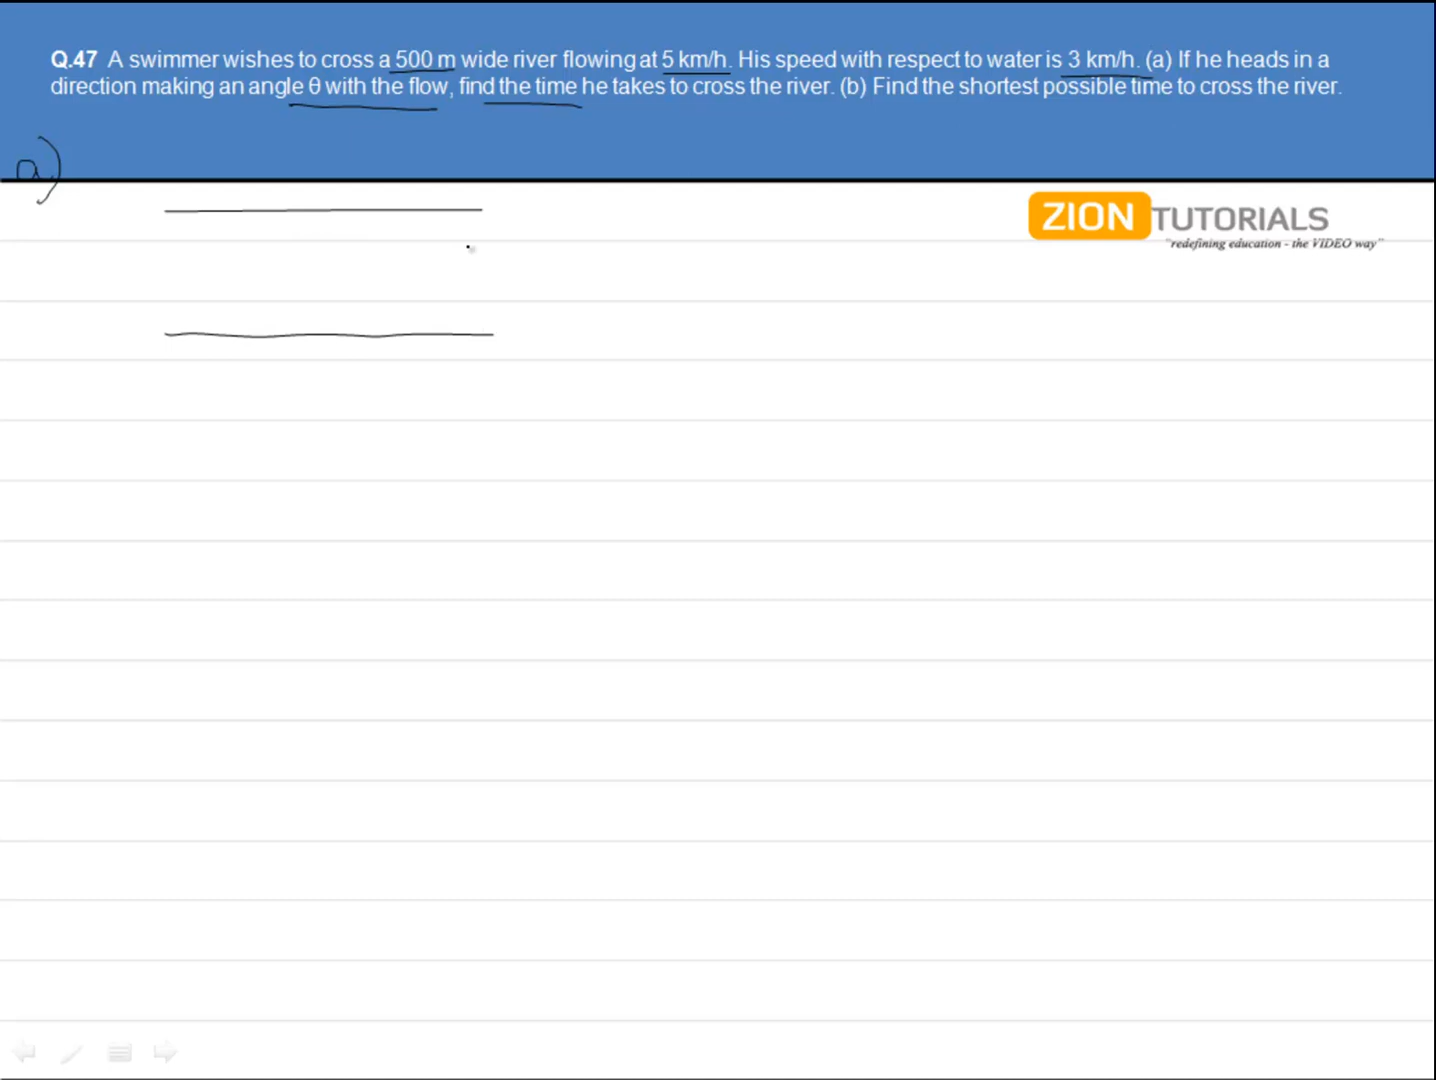 Q.47 A swimmer wishes to cross a 500 m wide river flowing at 5 km/h. His speed with respect to water is 3 km/h. (a) If he heads in a
direction making an angle θ with the flow, find the time he takes to cross the river. (b) Find the shortest possible time to cross the river.
a)
ZION TUTORIALS
"redefining education - the VIDEO way"